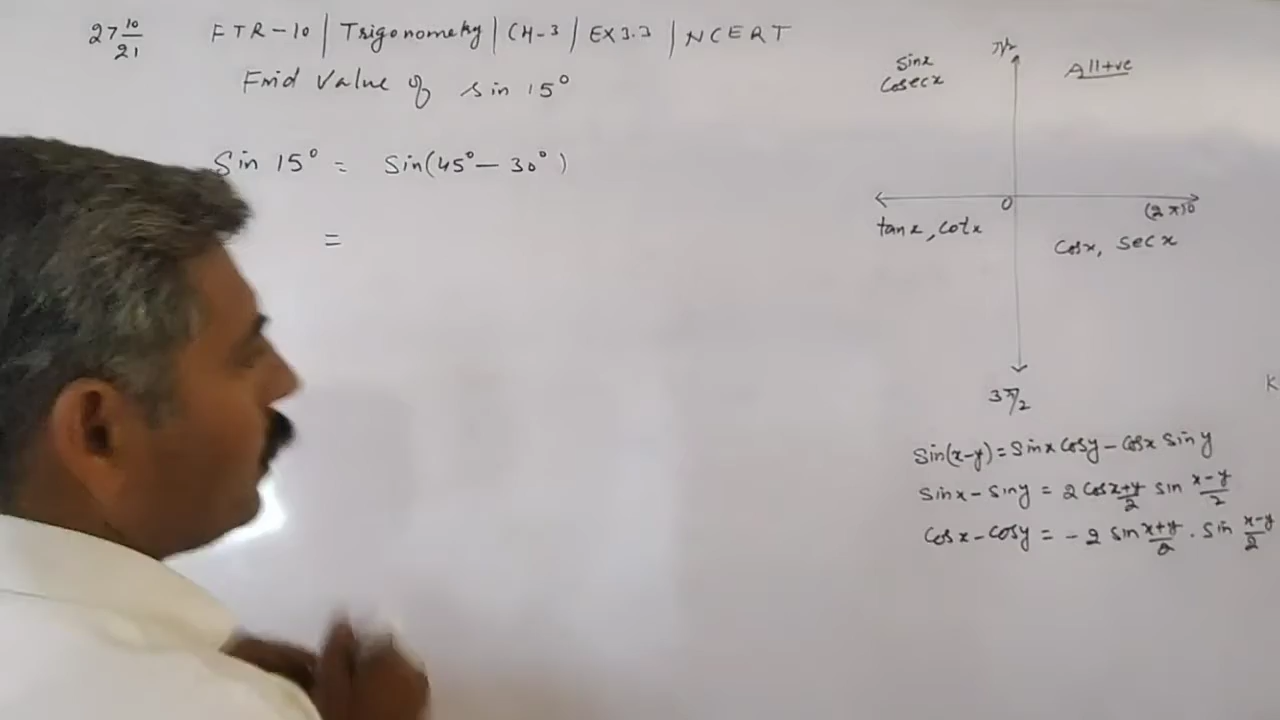 27 10/21 FTR-10 | Trigonometry | CH-3 | EX3.3 | NCERT
Find Value of sin 15°
Sin 15° = Sin(45° - 30°)
=
π/2
Sinx
Cosecx
All+ve
0
(2π)0
tanx, cotx
Cosx, Secx
3π/2
K
Sin(x-y) = Sinx Cosy - Cosx Siny
Sinx - Siny = 2 Cos x+y/2 sin x-y/2
Cosx - Cosy = -2 Sin x+y/2 . Sin x-y/2